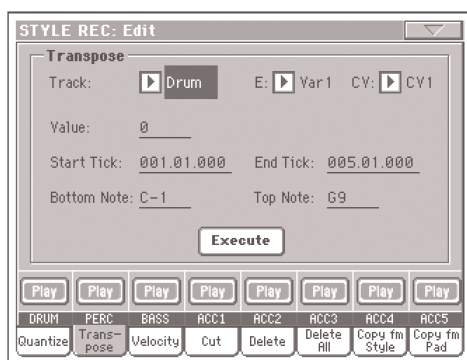 STYLE REC: Edit
Transpose
Track: Drum E: Var1 CV: CV1
Value: 0
Start Tick: 001.01.000 End Tick: 005.01.000
Bottom Note: C-1 Top Note: G9
Execute
Play Play Play Play Play Play Play Play
DRUM PERC BASS ACC1 ACC2 ACC3 ACC4 ACC5
Quantize Trans- Velocity Cut Delete Delete Copy fm Copy fm
pose All Style Pad